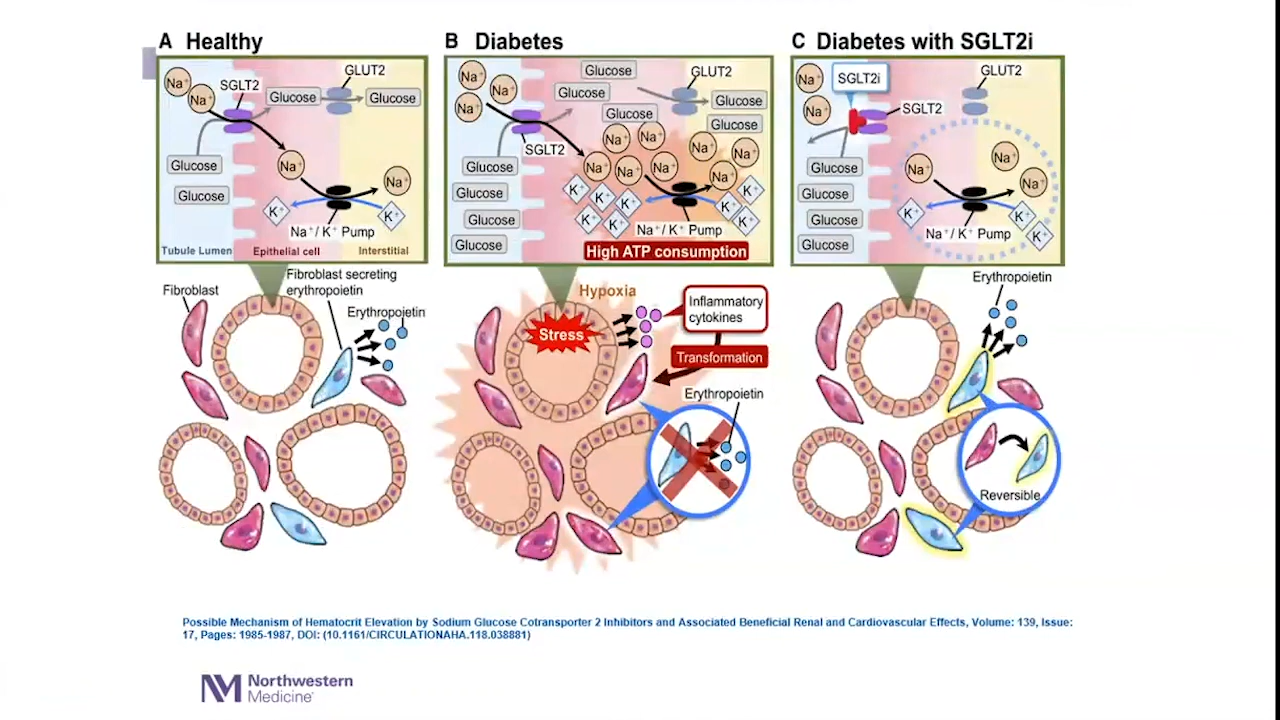 A Healthy
Na⁺
Na⁺
SGLT2
GLUT2
Glucose
Glucose
Glucose
Glucose
Na⁺
Na⁺
K⁺
K⁺
Na⁺/ K⁺ Pump
Tubule Lumen
Epithelial cell
Interstitial
Fibroblast
Fibroblast secreting
erythropoietin
Erythropoietin
B Diabetes
Na⁺
Na⁺
Na⁺
SGLT2
GLUT2
Glucose
Glucose
Glucose
Glucose
Glucose
Glucose
Glucose
Glucose
Glucose
Na⁺
Na⁺
Na⁺
Na⁺
Na⁺
Na⁺
Na⁺
Na⁺
K⁺
K⁺
K⁺
K⁺
K⁺
K⁺
K⁺
K⁺
Na⁺/ K⁺ Pump
High ATP consumption
Hypoxia
Stress
Inflammatory
cytokines
Transformation
Erythropoietin
C Diabetes with SGLT2i
Na⁺
Na⁺
SGLT2i
SGLT2
GLUT2
Glucose
Glucose
Glucose
Glucose
Na⁺
Na⁺
Na⁺
K⁺
K⁺
K⁺
Na⁺/ K⁺ Pump
Erythropoietin
Reversible
Possible Mechanism of Hematocrit Elevation by Sodium Glucose Cotransporter 2 Inhibitors and Associated Beneficial Renal and Cardiovascular Effects, Volume: 139, Issue:
17, Pages: 1985-1987, DOI: (10.1161/CIRCULATIONAHA.118.038881)
Northwestern
Medicine